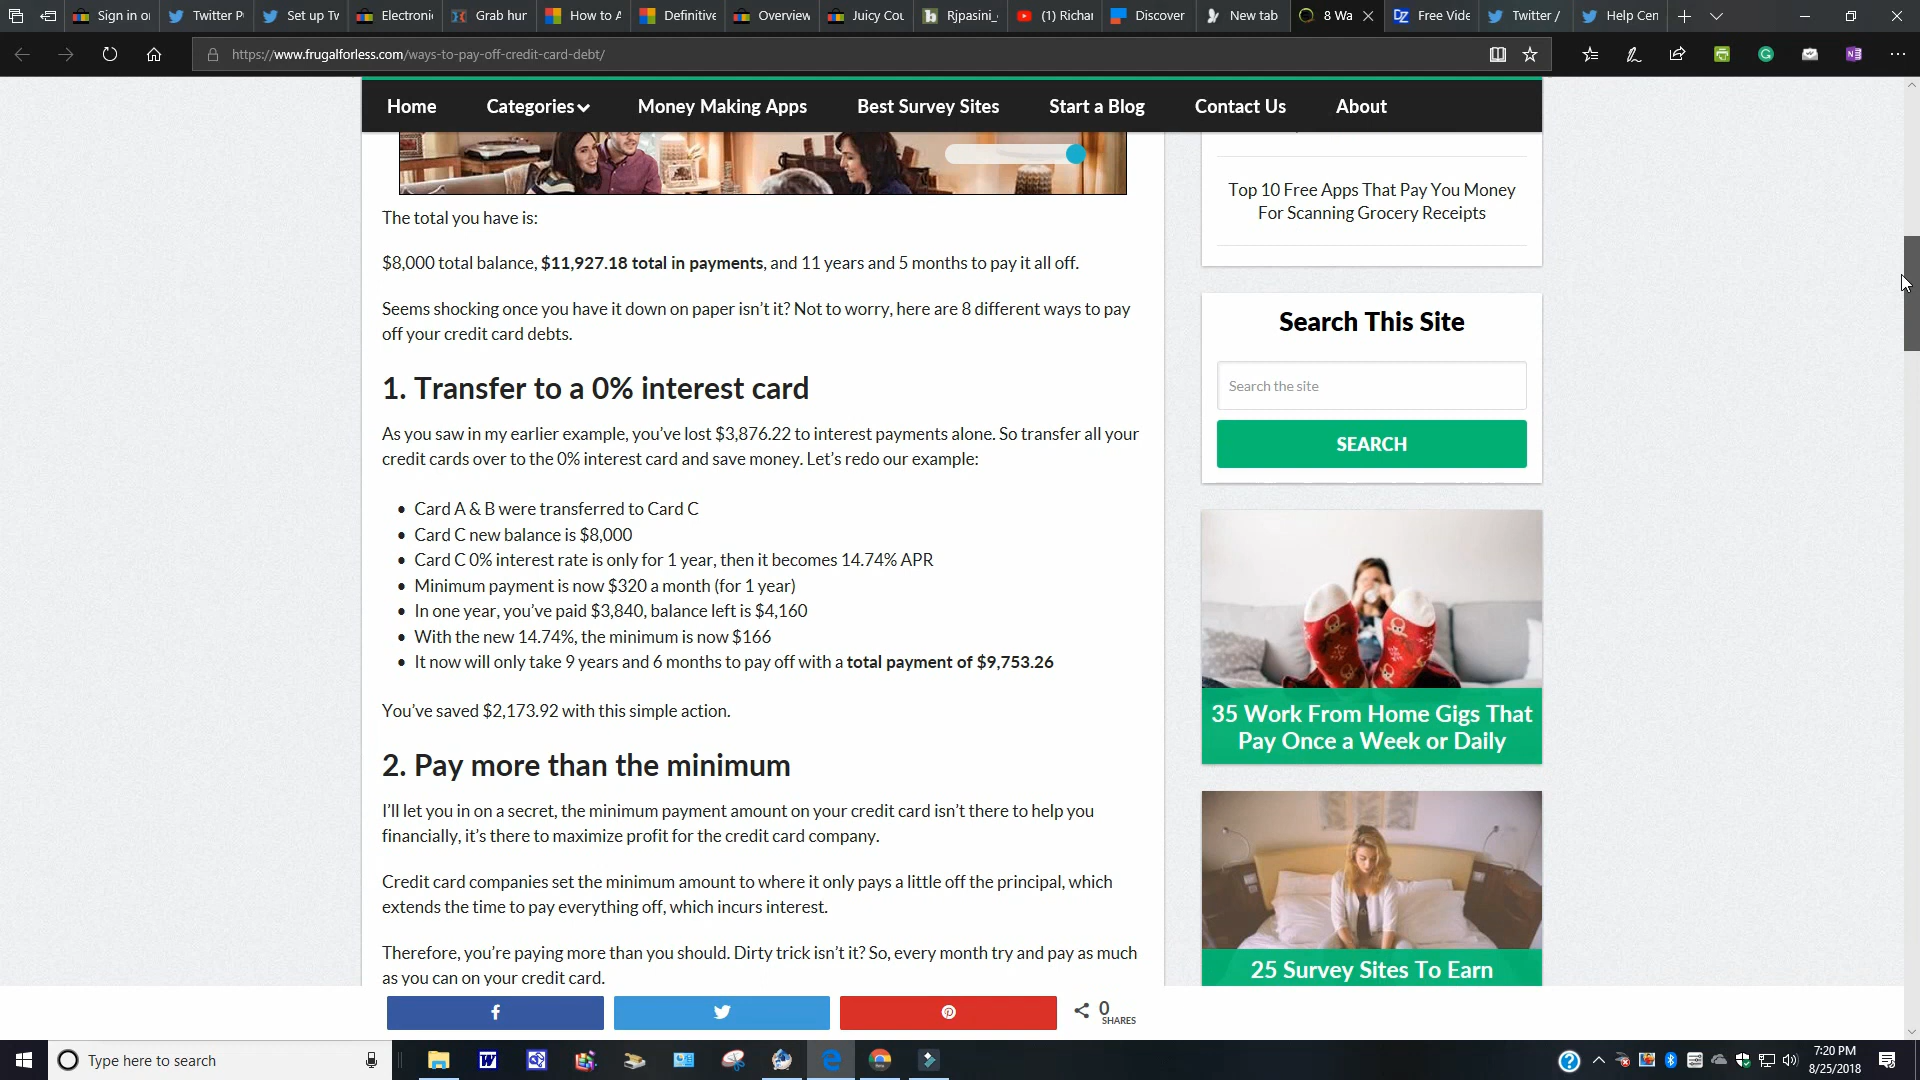 Sign in or
Twitter P
Set up Tv
Electroni
Grab hur
How to A
Definitive
Overview
Juicy Cou
Rjpasini_
(1) Richar
Discover
New tab
8 Wa
Free Vide
Twitter /
Help Cen
https://www.frugalforless.com/ways-to-pay-off-credit-card-debt/
Home
Categories
Money Making Apps
Best Survey Sites
Start a Blog
Contact Us
About
The total you have is:
$8,000 total balance, $11,927.18 total in payments, and 11 years and 5 months to pay it all off.
Seems shocking once you have it down on paper isn't it? Not to worry, here are 8 different ways to pay
off your credit card debts.
1. Transfer to a 0% interest card
As you saw in my earlier example, you've lost $3,876.22 to interest payments alone. So transfer all your
credit cards over to the 0% interest card and save money. Let's redo our example:
• Card A & B were transferred to Card C
• Card C new balance is $8,000
• Card C 0% interest rate is only for 1 year, then it becomes 14.74% APR
• Minimum payment is now $320 a month (for 1 year)
• In one year, you've paid $3,840, balance left is $4,160
• With the new 14.74%, the minimum is now $166
• It now will only take 9 years and 6 months to pay off with a total payment of $9,753.26
You've saved $2,173.92 with this simple action.
2. Pay more than the minimum
I'll let you in on a secret, the minimum payment amount on your credit card isn't there to help you
financially, it's there to maximize profit for the credit card company.
Credit card companies set the minimum amount to where it only pays a little off the principal, which
extends the time to pay everything off, which incurs interest.
Therefore, you're paying more than you should. Dirty trick isn't it? So, every month try and pay as much
as you can on your credit card.
0
SHARES
Top 10 Free Apps That Pay You Money
For Scanning Grocery Receipts
Search This Site
Search the site
SEARCH
35 Work From Home Gigs That
Pay Once a Week or Daily
25 Survey Sites To Earn
Type here to search
7:20 PM
8/25/2018